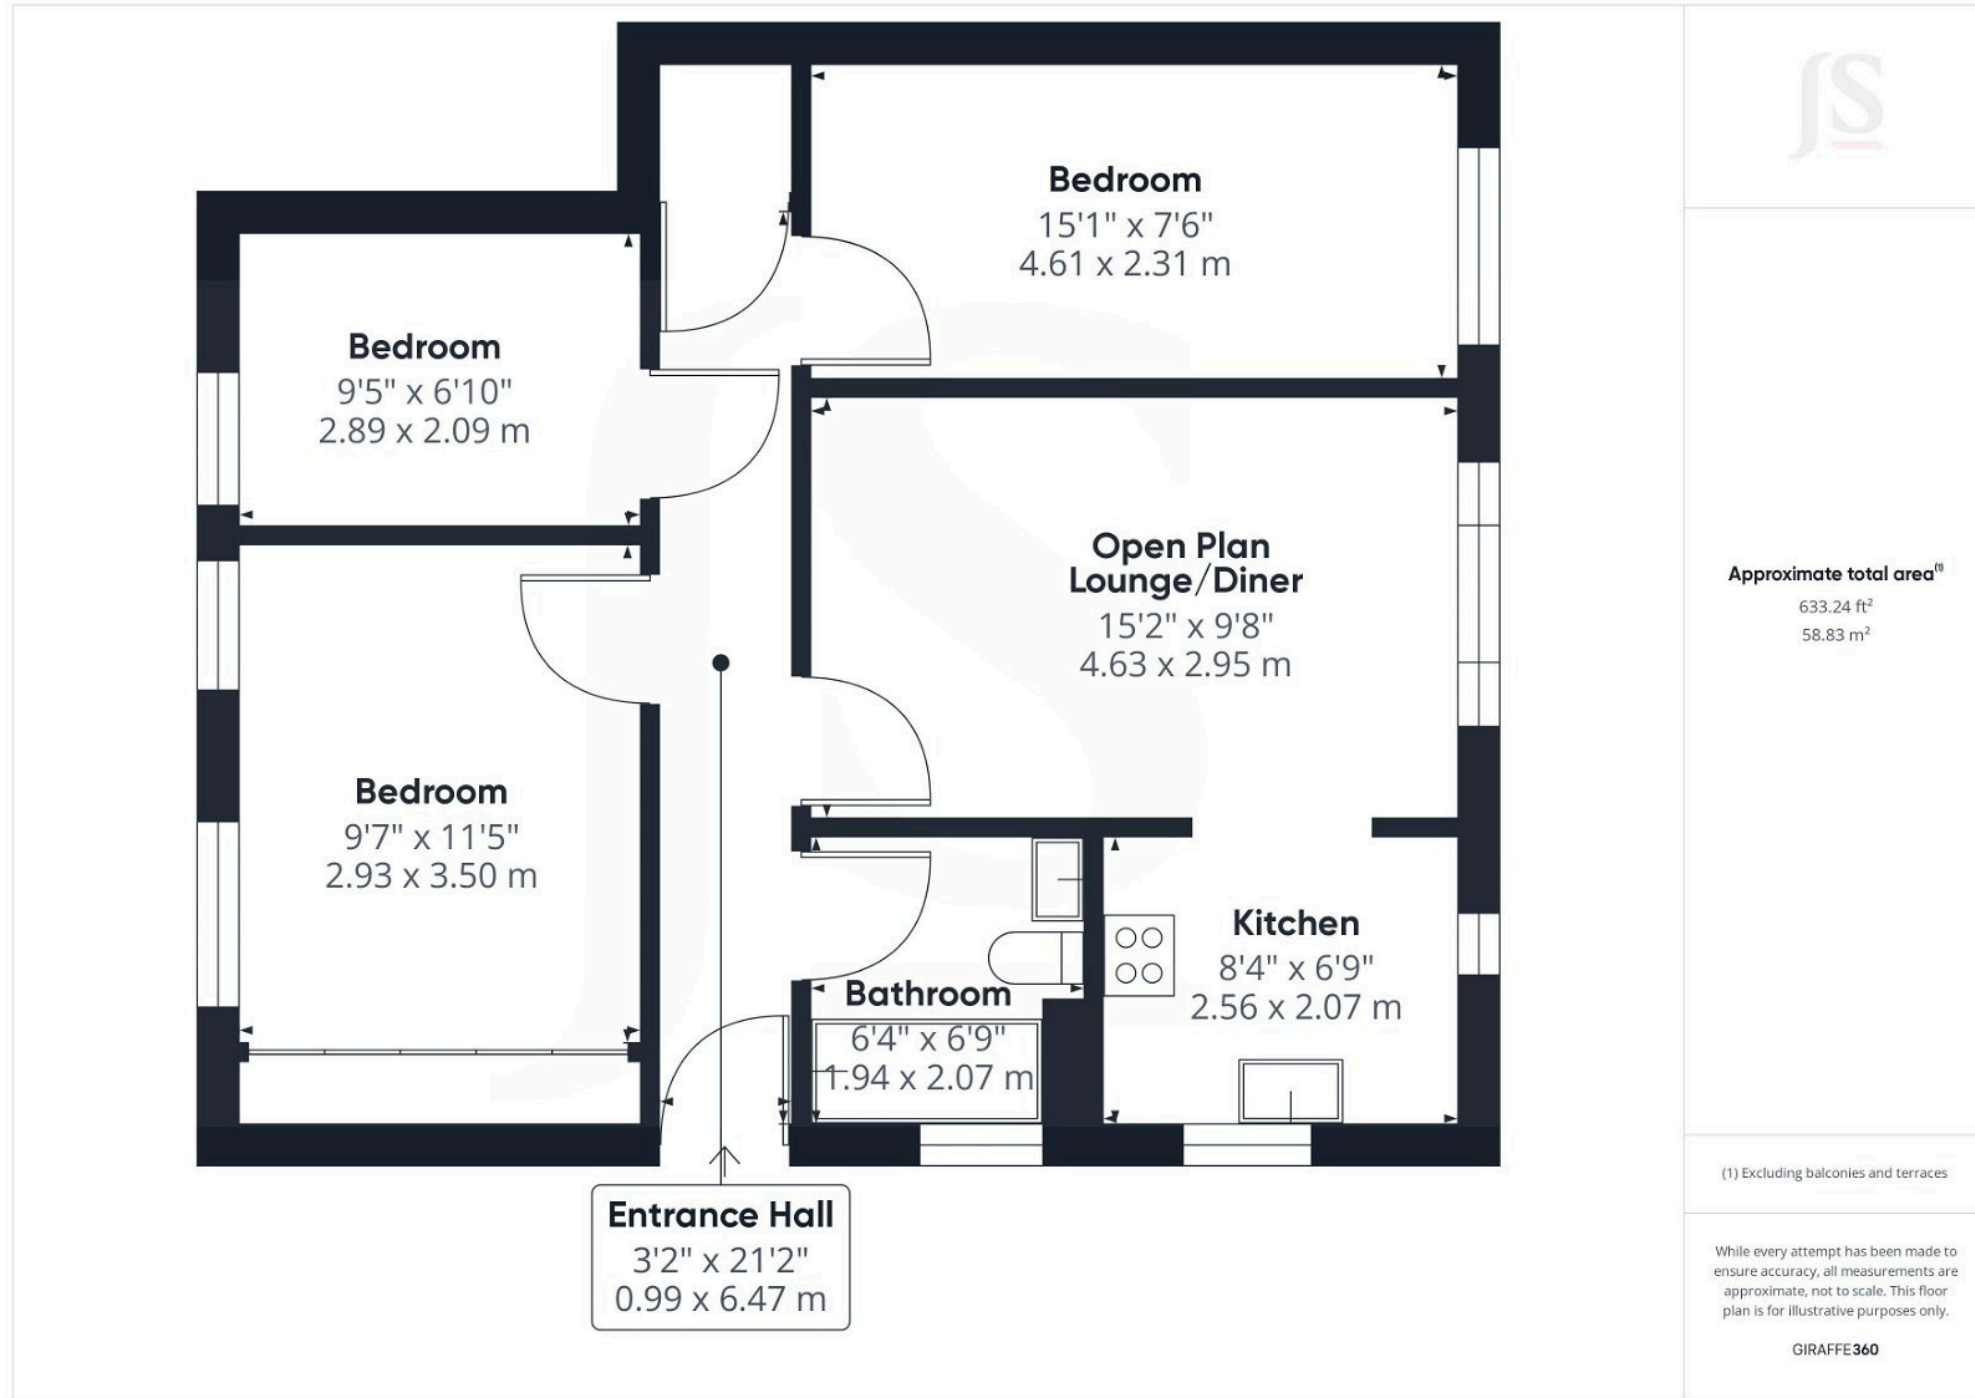 JS
Bedroom
15'1" x 7'6"
4.61 x 2.31 m
Bedroom
9'5" x 6'10"
2.89 x 2.09 m
Open Plan
Lounge/Diner
15'2" x 9'8"
4.63 x 2.95 m
Bedroom
9'7" x 11'5"
2.93 x 3.50 m
Kitchen
8'4" x 6'9"
2.56 x 2.07 m
Bathroom
6'4" x 6'9"
1.94 x 2.07 m
Entrance Hall
3'2" x 21'2"
0.99 x 6.47 m
Approximate total area⁽¹⁾
633.24 ft²
58.83 m²
(1) Excluding balconies and terraces
While every attempt has been made to
ensure accuracy, all measurements are
approximate, not to scale. This floor
plan is for illustrative purposes only.
GIRAFFE360